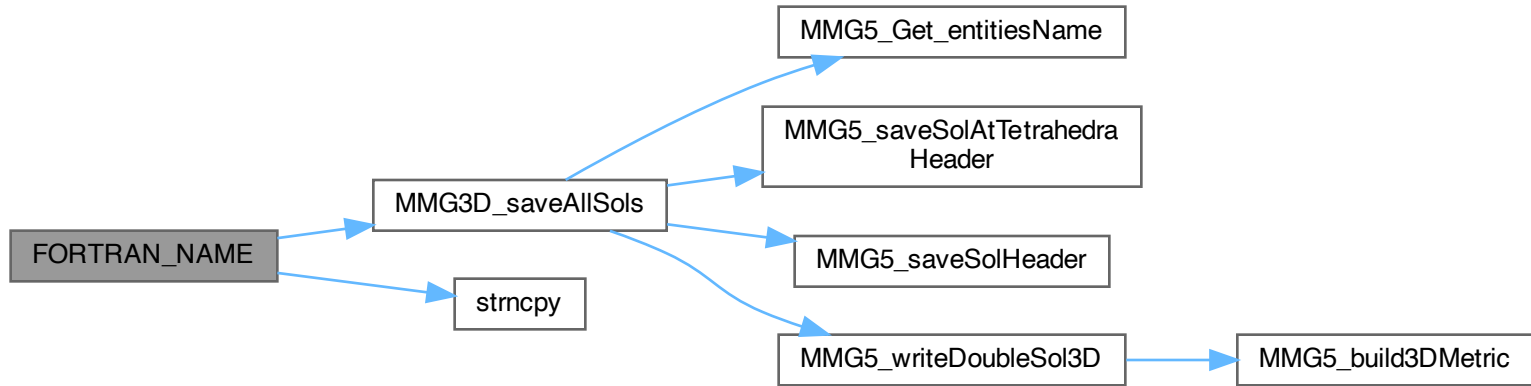 MMG5_Get_entitiesName
MMG5_saveSolAtTetrahedra
Header
MMG3D_saveAllSols
FORTRAN_NAME
MMG5_saveSolHeader
strncpy
MMG5_writeDoubleSol3D
MMG5_build3DMetric